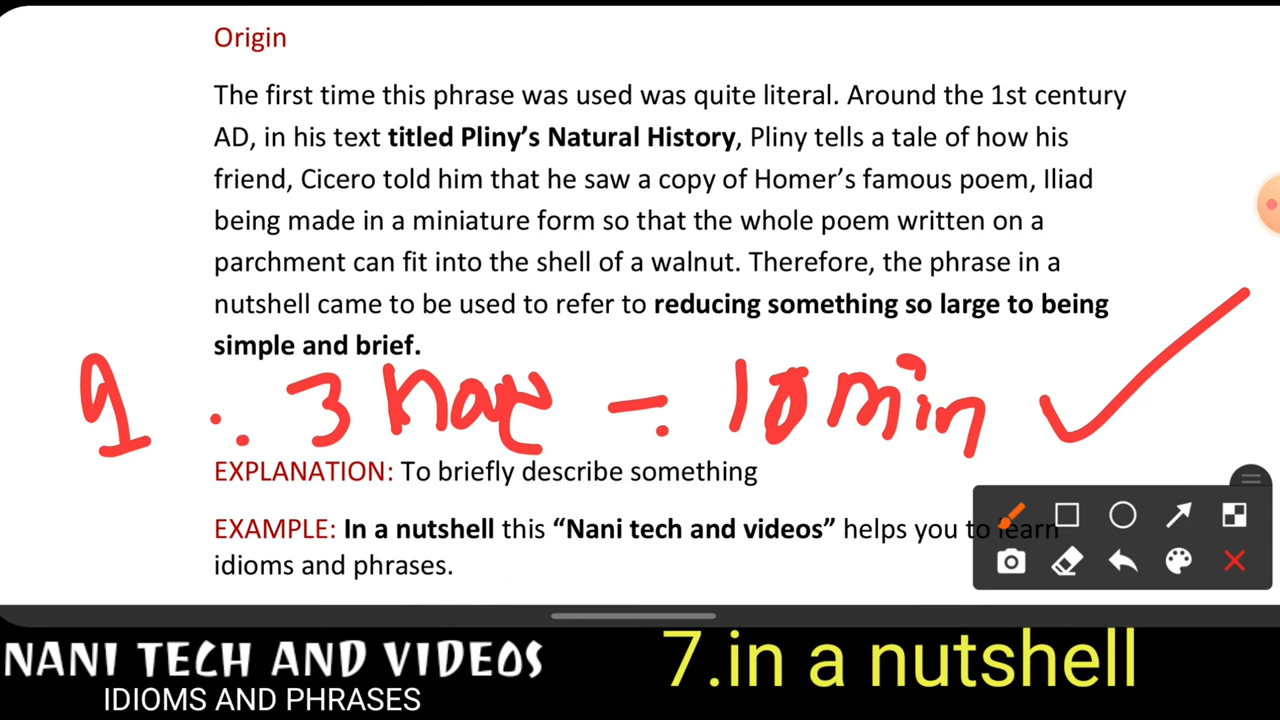 Origin
The first time this phrase was used was quite literal. Around the 1st century
AD, in his text titled Pliny’s Natural History, Pliny tells a tale of how his
friend, Cicero told him that he saw a copy of Homer’s famous poem, Iliad
being made in a miniature form so that the whole poem written on a
parchment can fit into the shell of a walnut. Therefore, the phrase in a
nutshell came to be used to refer to reducing something so large to being
simple and brief.
3 – 10 min
EXPLANATION: To briefly describe something
EXAMPLE: In a nutshell this “Nani tech and videos” helps you to learn
idioms and phrases.
NANI TECH AND VIDEOS
IDIOMS AND PHRASES
7.in a nutshell